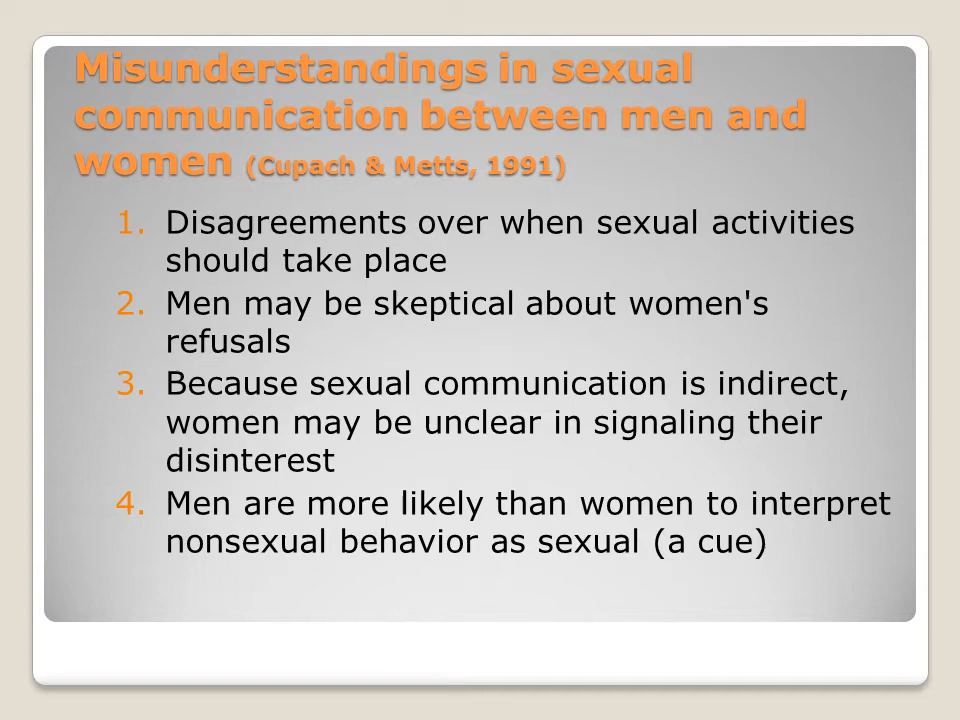 Misunderstandings in sexual
communication between men and
women (Cupach & Metts, 1991)
1. Disagreements over when sexual activities
should take place
2. Men may be skeptical about women's
refusals
3. Because sexual communication is indirect,
women may be unclear in signaling their
disinterest
4. Men are more likely than women to interpret
nonsexual behavior as sexual (a cue)